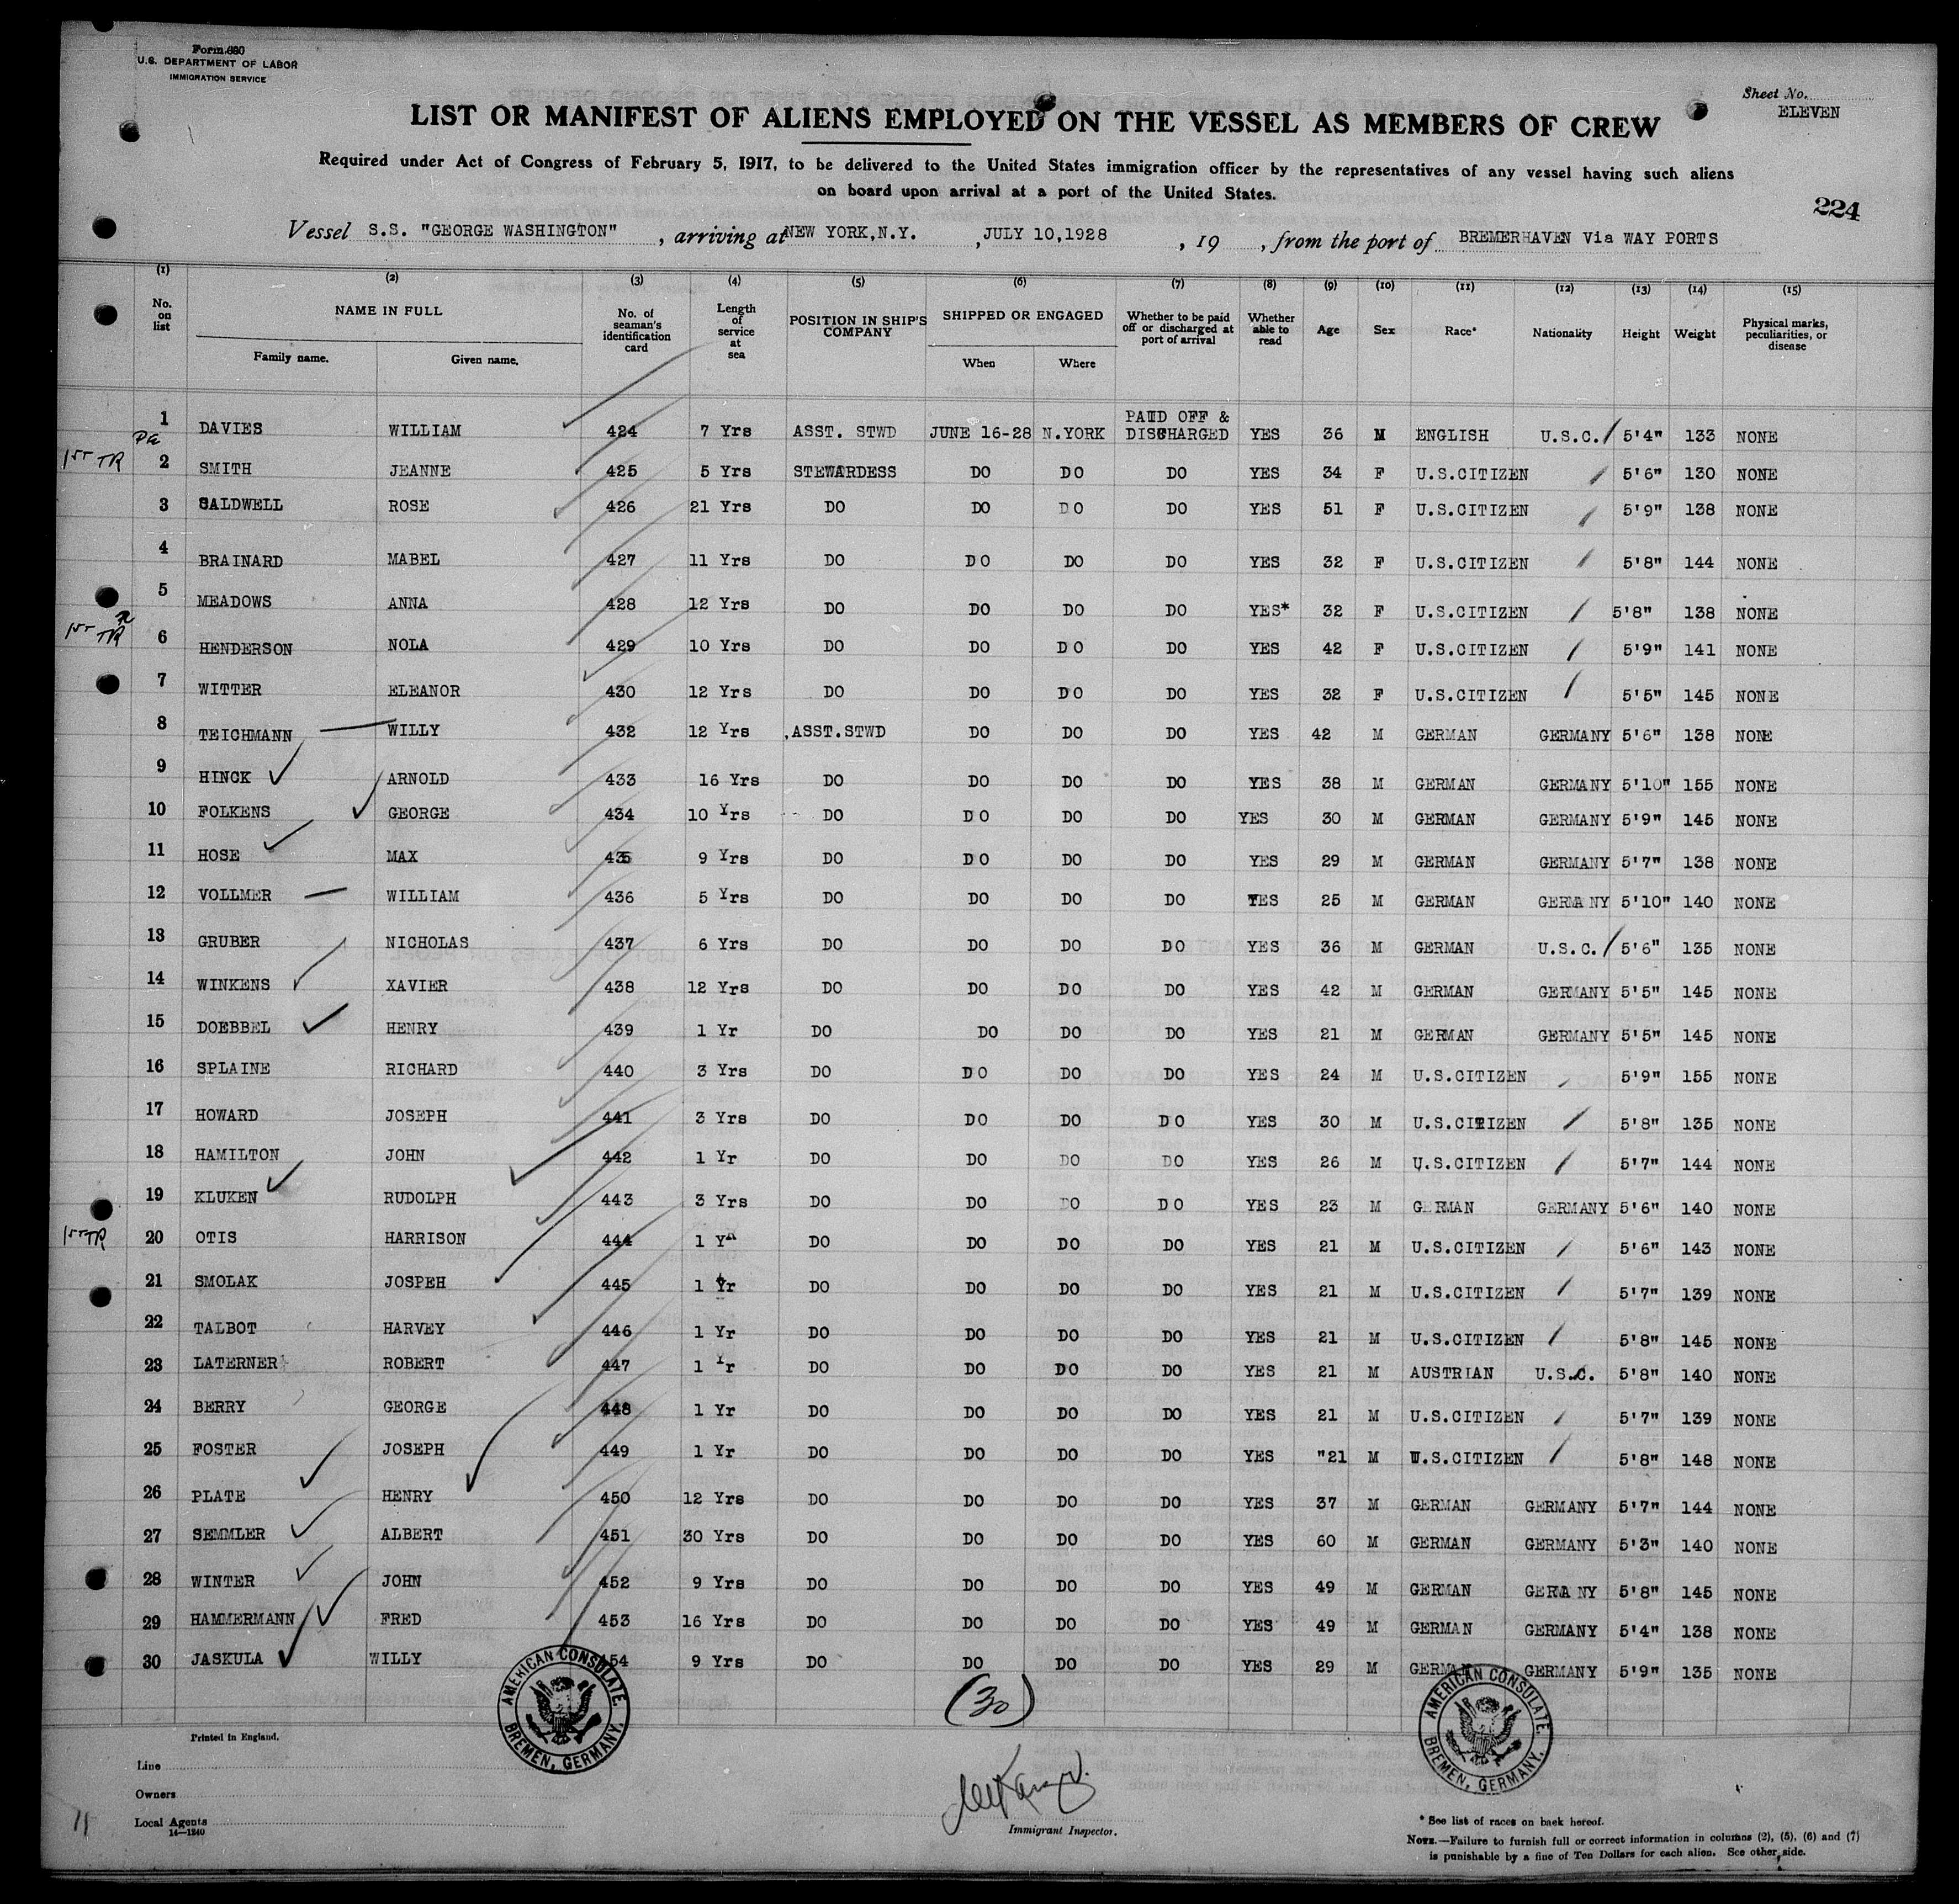 Form 680
U.S. DEPARTMENT OF LABOR
IMMIGRATION SERVICE
Sheet No.
ELEVEN
LIST OR MANIFEST OF ALIENS EMPLOYED ON THE VESSEL AS MEMBERS OF CREW
Required under Act of Congress of February 5, 1917, to be delivered to the United States immigration officer by the representatives of any vessel having such aliens
on board upon arrival at a port of the United States.
224
Vessel S.S. "GEORGE WASHINGTON" , arriving at NEW YORK,N.Y. , JULY 10,1928 , 19 , from the port of BREMERHAVEN Via WAY PORTS
(1) (2) (3) (4) (5) (6) (7) (8) (9) (10) (11) (12) (13) (14) (15)
No. on list NAME IN FULL Family name. Given name. No. of seaman's identification card Length of service at sea POSITION IN SHIP'S COMPANY SHIPPED OR ENGAGED When Where Whether to be paid off or discharged at port of arrival Whether able to read Age Sex Race* Nationality Height Weight Physical marks, peculiarities, or disease
1 DAVIES WILLIAM 424 7 Yrs ASST. STWD JUNE 16-28 N.YORK PAID OFF & DISCHARGED YES 36 M ENGLISH U.S.C. 5'4" 133 NONE
1st TR 2 SMITH JEANNE 425 5 Yrs STEWARDESS DO DO DO YES 34 F U.S.CITIZEN 5'6" 130 NONE
3 CALDWELL ROSE 426 21 Yrs DO DO DO DO YES 51 F U.S.CITIZEN 5'9" 138 NONE
4 BRAINARD MABEL 427 11 Yrs DO DO DO DO YES 32 F U.S.CITIZEN 5'8" 144 NONE
5 MEADOWS ANNA 428 12 Yrs DO DO DO DO YES* 32 F U.S.CITIZEN 5'8" 138 NONE
1st TR 6 HENDERSON NOLA 429 10 Yrs DO DO DO DO YES 42 F U.S.CITIZEN 5'9" 141 NONE
7 WITTER ELEANOR 430 12 Yrs DO DO DO DO YES 32 F U.S.CITIZEN 5'5" 145 NONE
8 TEICHMANN WILLY 432 12 Yrs ASST.STWD DO DO DO YES 42 M GERMAN GERMANY 5'6" 138 NONE
9 HINCK ARNOLD 433 16 Yrs DO DO DO DO YES 38 M GERMAN GERMANY 5'10" 155 NONE
10 FOLKENS GEORGE 434 10 Yrs DO DO DO DO YES 30 M GERMAN GERMANY 5'9" 145 NONE
11 HOSE MAX 435 9 Yrs DO DO DO DO YES 29 M GERMAN GERMANY 5'7" 138 NONE
12 VOLLMER WILLIAM 436 5 Yrs DO DO DO DO YES 25 M GERMAN GERMANY 5'10" 140 NONE
13 GRUBER NICHOLAS 437 6 Yrs DO DO DO DO YES 36 M GERMAN U.S.C. 5'6" 135 NONE
14 WINKENS XAVIER 438 12 Yrs DO DO DO DO YES 42 M GERMAN GERMANY 5'5" 145 NONE
15 DOEBBEL HENRY 439 1 Yr DO DO DO DO YES 21 M GERMAN GERMANY 5'5" 145 NONE
16 SPLAINE RICHARD 440 3 Yrs DO DO DO DO YES 24 M U.S.CITIZEN 5'9" 155 NONE
17 HOWARD JOSEPH 441 3 Yrs DO DO DO DO YES 30 M U.S.CITIZEN 5'8" 135 NONE
18 HAMILTON JOHN 442 1 Yr DO DO DO DO YES 26 M U.S.CITIZEN 5'7" 144 NONE
19 KLUKEN RUDOLPH 443 3 Yrs DO DO DO DO YES 23 M GERMAN GERMANY 5'6" 140 NONE
1st TR 20 OTIS HARRISON 444 1 Yr DO DO DO DO YES 21 M U.S.CITIZEN 5'6" 143 NONE
21 SMOLAK JOSPEH 445 1 Yr DO DO DO DO YES 21 M U.S.CITIZEN 5'7" 139 NONE
22 TALBOT HARVEY 446 1 Yr DO DO DO DO YES 21 M U.S.CITIZEN 5'8" 145 NONE
23 LATERNER ROBERT 447 1 Yr DO DO DO DO YES 21 M AUSTRIAN U.S.C. 5'8" 140 NONE
24 BERRY GEORGE 448 1 Yr DO DO DO DO YES 21 M U.S.CITIZEN 5'7" 139 NONE
25 FOSTER JOSEPH 449 1 Yr DO DO DO DO YES "21 M U.S.CITIZEN 5'8" 148 NONE
26 PLATE HENRY 450 12 Yrs DO DO DO DO YES 37 M GERMAN GERMANY 5'7" 144 NONE
27 SEMMLER ALBERT 451 30 Yrs DO DO DO DO YES 60 M GERMAN GERMANY 5'3" 140 NONE
28 WINTER JOHN 452 9 Yrs DO DO DO DO YES 49 M GERMAN GERMANY 5'8" 145 NONE
29 HAMMERMANN FRED 453 16 Yrs DO DO DO DO YES 49 M GERMAN GERMANY 5'4" 138 NONE
30 JASKULA WILLY 454 9 Yrs DO DO DO DO YES 29 M GERMAN GERMANY 5'9" 135 NONE
AMERICAN CONSULATE. BREMEN, GERMANY.
(30)
AMERICAN CONSULATE. BREMEN, GERMANY.
Printed in England.
Line
Owners
Local Agents
14—1240
11
Immigrant Inspector.
* See list of races on back hereof.
NOTE.—Failure to furnish full or correct information in columns (2), (5), (6) and (7)
is punishable by a fine of Ten Dollars for each alien. See other side.